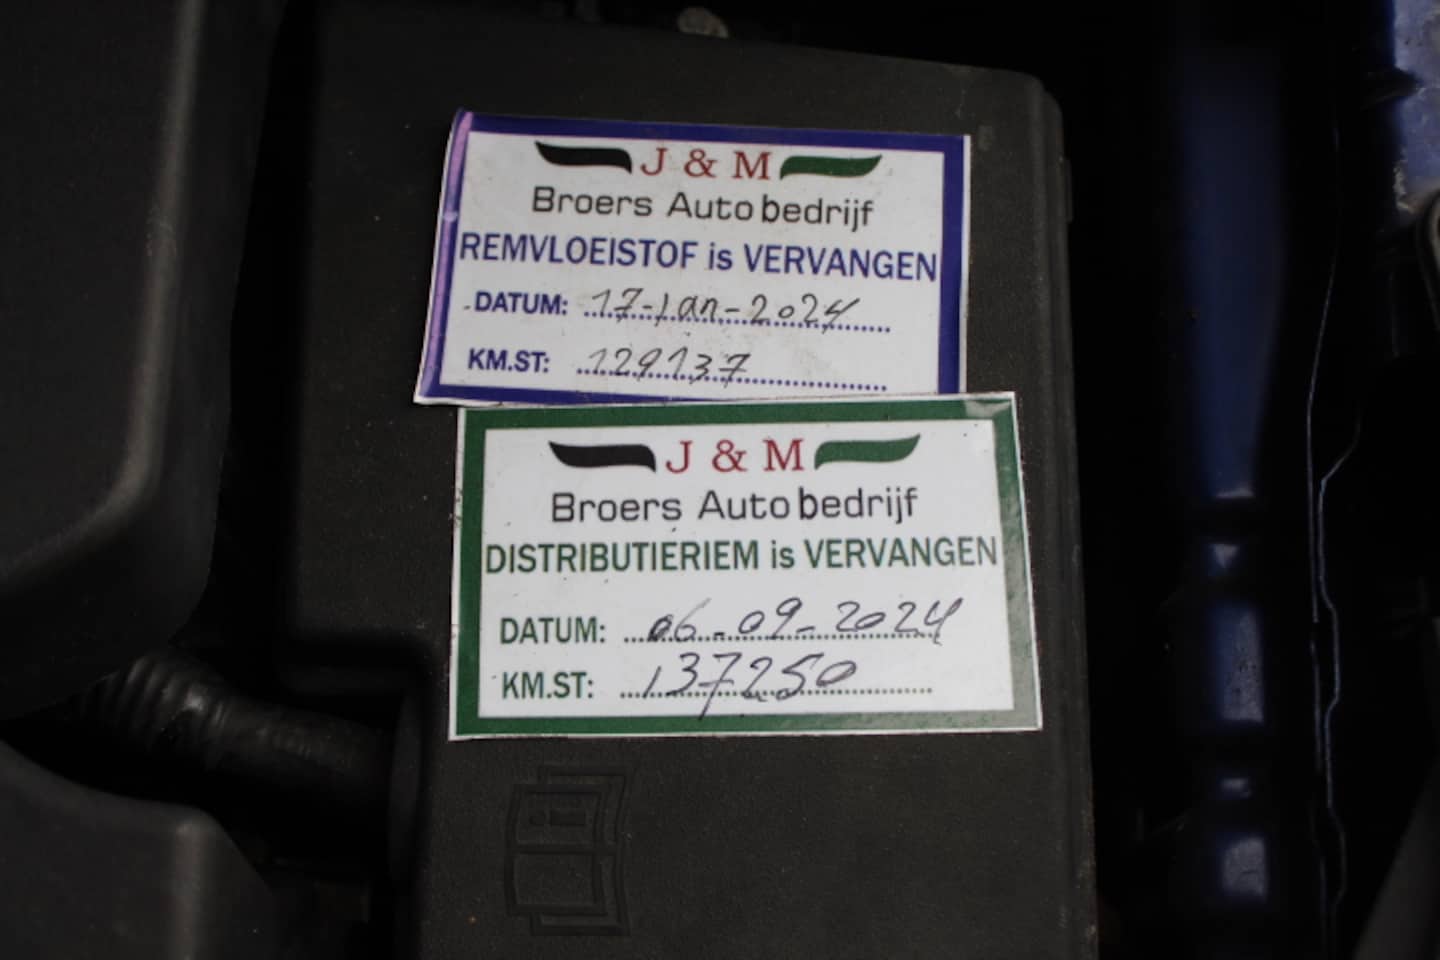 J & M
Broers Autobedrijf
REMVLOEISTOF is VERVANGEN
DATUM: 17-jan-2024
KM.ST: 129137
J & M
Broers Autobedrijf
DISTRIBUTIERIEM is VERVANGEN
DATUM: 06-09-2024
KM.ST: 137250
i